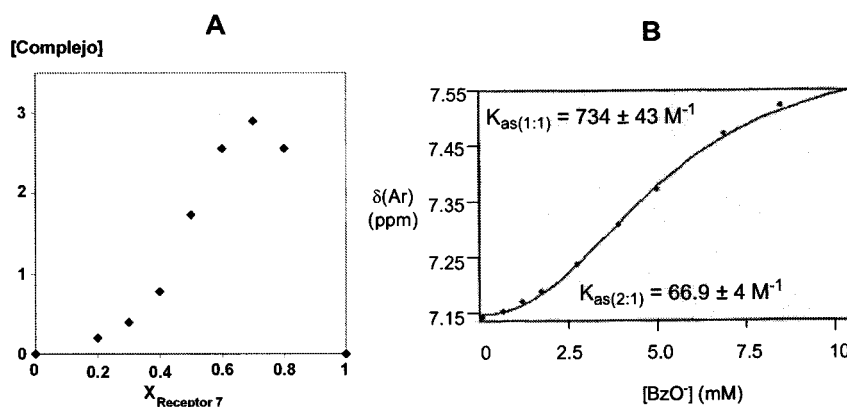 A
[Complejo]
3
2
1
0
0
0.2
0.4
0.6
0.8
1
X Receptor 7
B
7.55
7.45
7.35
7.25
7.15
δ(Ar)
(ppm)
Kas(1:1) = 734 ± 43 M-1
Kas(2:1) = 66.9 ± 4 M-1
0
2.5
5.0
7.5
10
[BzO-] (mM)